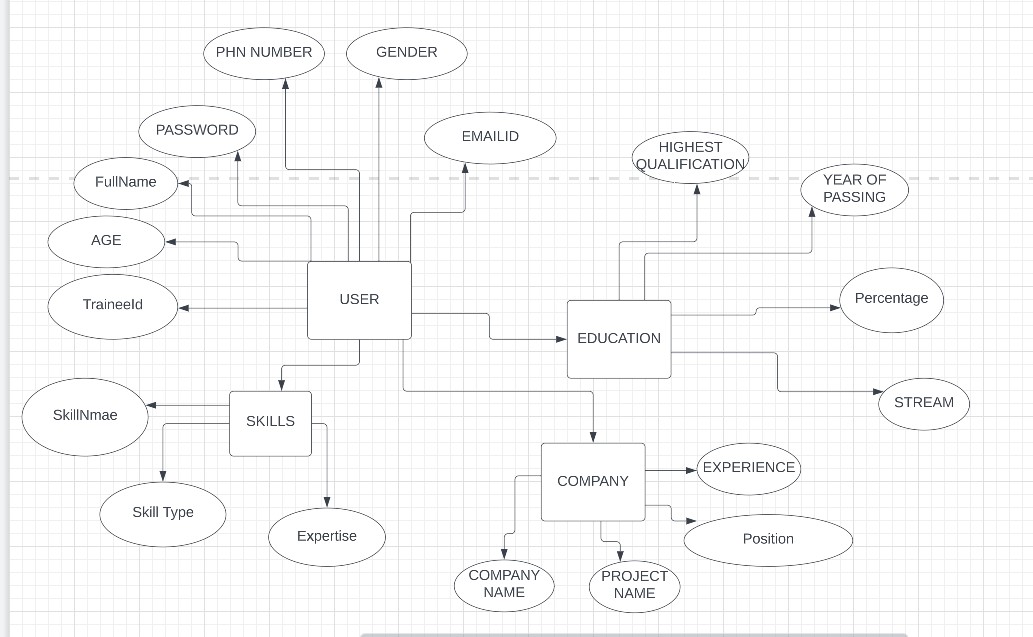 PHN NUMBER
GENDER
PASSWORD
EMAILID
HIGHEST
QUALIFICATION
FullName
YEAR OF
PASSING
AGE
TraineeId
USER
Percentage
EDUCATION
STREAM
SkillNmae
SKILLS
EXPERIENCE
COMPANY
Skill Type
Expertise
Position
COMPANY
NAME
PROJECT
NAME